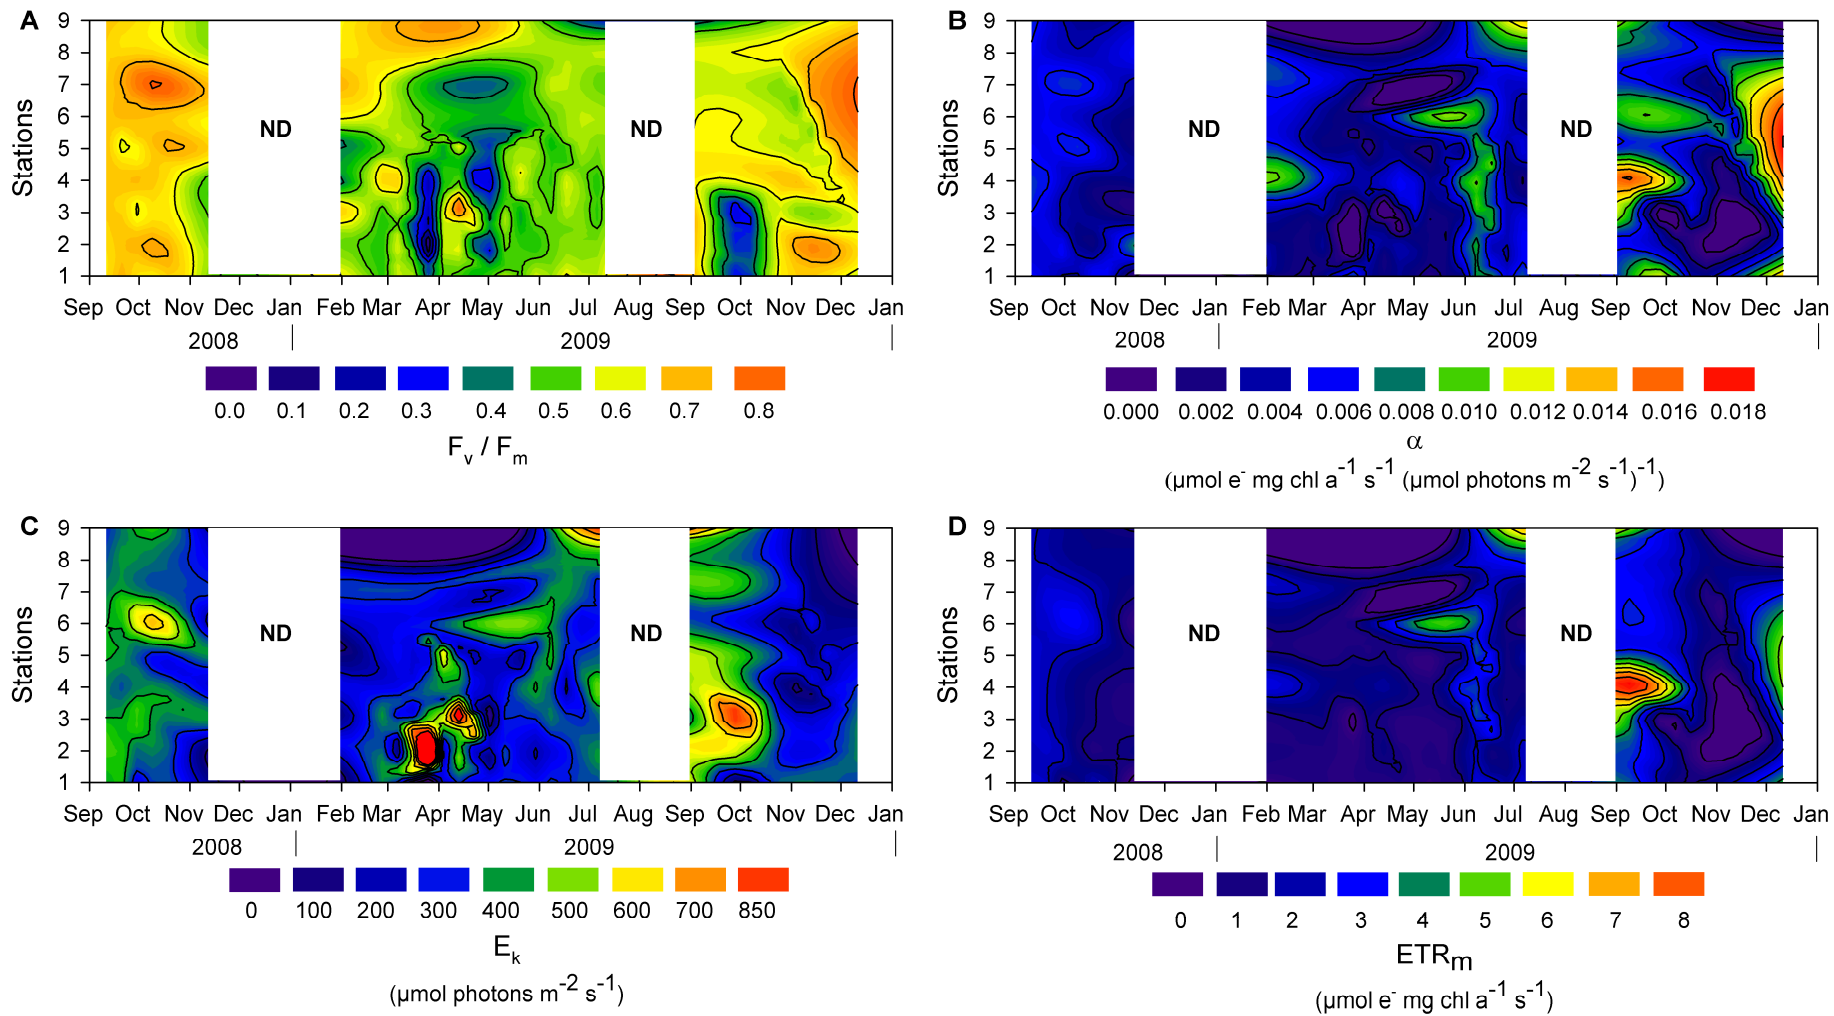 A
9
8
7
6
5
4
3
2
1
Stations
ND
ND
Sep Oct Nov Dec Jan Feb Mar Apr May Jun Jul Aug Sep Oct Nov Dec Jan
2008 2009
0.0 0.1 0.2 0.3 0.4 0.5 0.6 0.7 0.8
Fv / Fm
B
9
8
7
6
5
4
3
2
1
Stations
ND
ND
Sep Oct Nov Dec Jan Feb Mar Apr May Jun Jul Aug Sep Oct Nov Dec Jan
2008 2009
0.000 0.002 0.004 0.006 0.008 0.010 0.012 0.014 0.016 0.018
α
(µmol e- mg chl a-1 s-1 (µmol photons m-2 s-1)-1)
C
9
8
7
6
5
4
3
2
1
Stations
ND
ND
Sep Oct Nov Dec Jan Feb Mar Apr May Jun Jul Aug Sep Oct Nov Dec Jan
2008 2009
0 100 200 300 400 500 600 700 850
Ek
(µmol photons m-2 s-1)
D
9
8
7
6
5
4
3
2
1
Stations
ND
ND
Sep Oct Nov Dec Jan Feb Mar Apr May Jun Jul Aug Sep Oct Nov Dec Jan
2008 2009
0 1 2 3 4 5 6 7 8
ETRm
(µmol e- mg chl a-1 s-1)